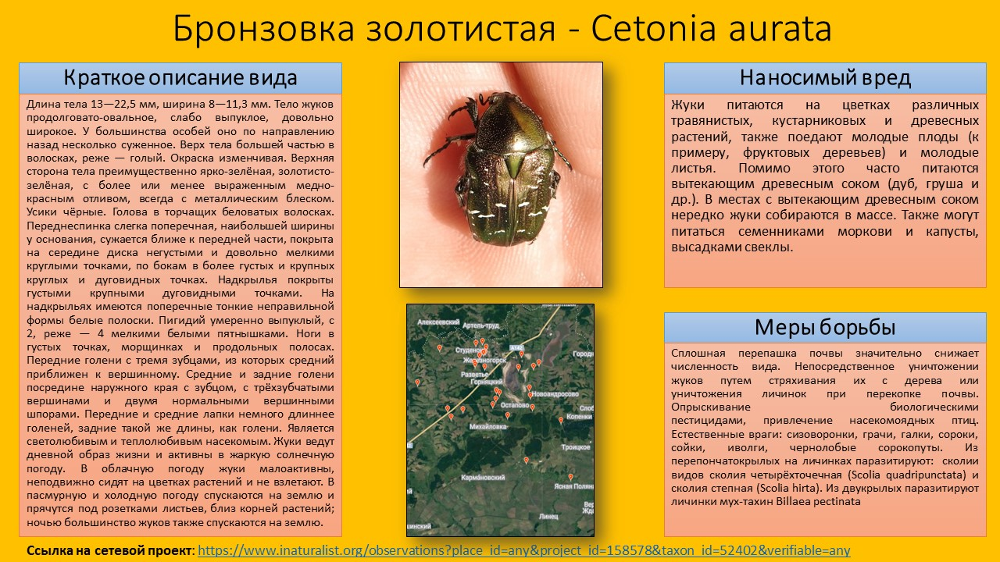 Бронзовка золотистая - Cetonia aurata
Краткое описание вида
Длина тела 13—22,5 мм, ширина 8—11,3 мм. Тело жуков
продолговато-овальное, слабо выпуклое, довольно
широкое. У большинства особей оно по направлению
назад несколько суженное. Верх тела большей частью в
волосках, реже — голый. Окраска изменчивая. Верхняя
сторона тела преимущественно ярко-зелёная, золотисто-
зелёная, с более или менее выраженным медно-
красным отливом, всегда с металлическим блеском.
Усики чёрные. Голова в торчащих беловатых волосках.
Переднеспинка слегка поперечная, наибольшей ширины
у основания, сужается ближе к передней части, покрыта
на середине диска негустыми и довольно мелкими
круглыми точками, по бокам в более густых и крупных
круглых и дуговидных точках. Надкрылья покрыты
густыми крупными дуговидными точками. На
надкрыльях имеются поперечные тонкие неправильной
формы белые полоски. Пигидий умеренно выпуклый, с
2, реже — 4 мелкими белыми пятнышками. Ноги в
густых точках, морщинках и продольных полосах.
Передние голени с тремя зубцами, из которых средний
приближен к вершинному. Средние и задние голени
посредине наружного края с зубцом, с трёхзубчатыми
вершинами и двумя нормальными вершинными
шпорами. Передние и средние лапки немного длиннее
голеней, задние такой же длины, как голени. Является
светолюбивым и теплолюбивым насекомым. Жуки ведут
дневной образ жизни и активны в жаркую солнечную
погоду. В облачную погоду жуки малоактивны,
неподвижно сидят на цветках растений и не взлетают. В
пасмурную и холодную погоду спускаются на землю и
прячутся под розетками листьев, близ корней растений;
ночью большинство жуков также спускаются на землю.
Алексеевский
Артель-труд
Студенок
Железногорск
Городн
Разветье
Горняцкий
Новоандросово
Остапово
Слоб
Копенки
Михайловка
Троицкое
Кармановский
Ясная Полян
Вер
Жда
Линец
шинский
Наносимый вред
Жуки питаются на цветках различных
травянистых, кустарниковых и древесных
растений, также поедают молодые плоды (к
примеру, фруктовых деревьев) и молодые
листья. Помимо этого часто питаются
вытекающим древесным соком (дуб, груша и
др.). В местах с вытекающим древесным соком
нередко жуки собираются в массе. Также могут
питаться семенниками моркови и капусты,
высадками свеклы.
Меры борьбы
Сплошная перепашка почвы значительно снижает
численность вида. Непосредственное уничтожении
жуков путем стряхивания их с дерева или
уничтожения личинок при перекопке почвы.
Опрыскивание биологическими
пестицидами, привлечение насекомоядных птиц.
Естественные враги: сизоворонки, грачи, галки, сороки,
сойки, иволги, чернолобые сорокопуты. Из
перепончатокрылых на личинках паразитируют: сколии
видов сколия четырёхточечная (Scolia quadripunctata) и
сколия степная (Scolia hirta). Из двукрылых паразитируют
личинки мух-тахин Billaea pectinata
Ссылка на сетевой проект: https://www.inaturalist.org/observations?place_id=any&project_id=158578&taxon_id=52402&verifiable=any